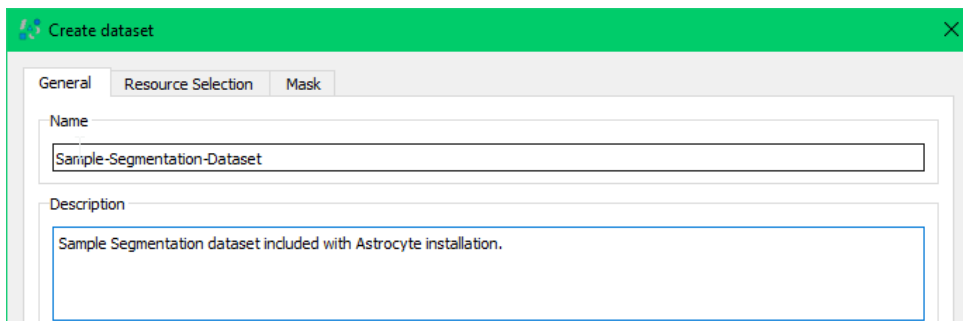 Create dataset
General Resource Selection Mask
Name
Sample-Segmentation-Dataset
Description
Sample Segmentation dataset included with Astrocyte installation.